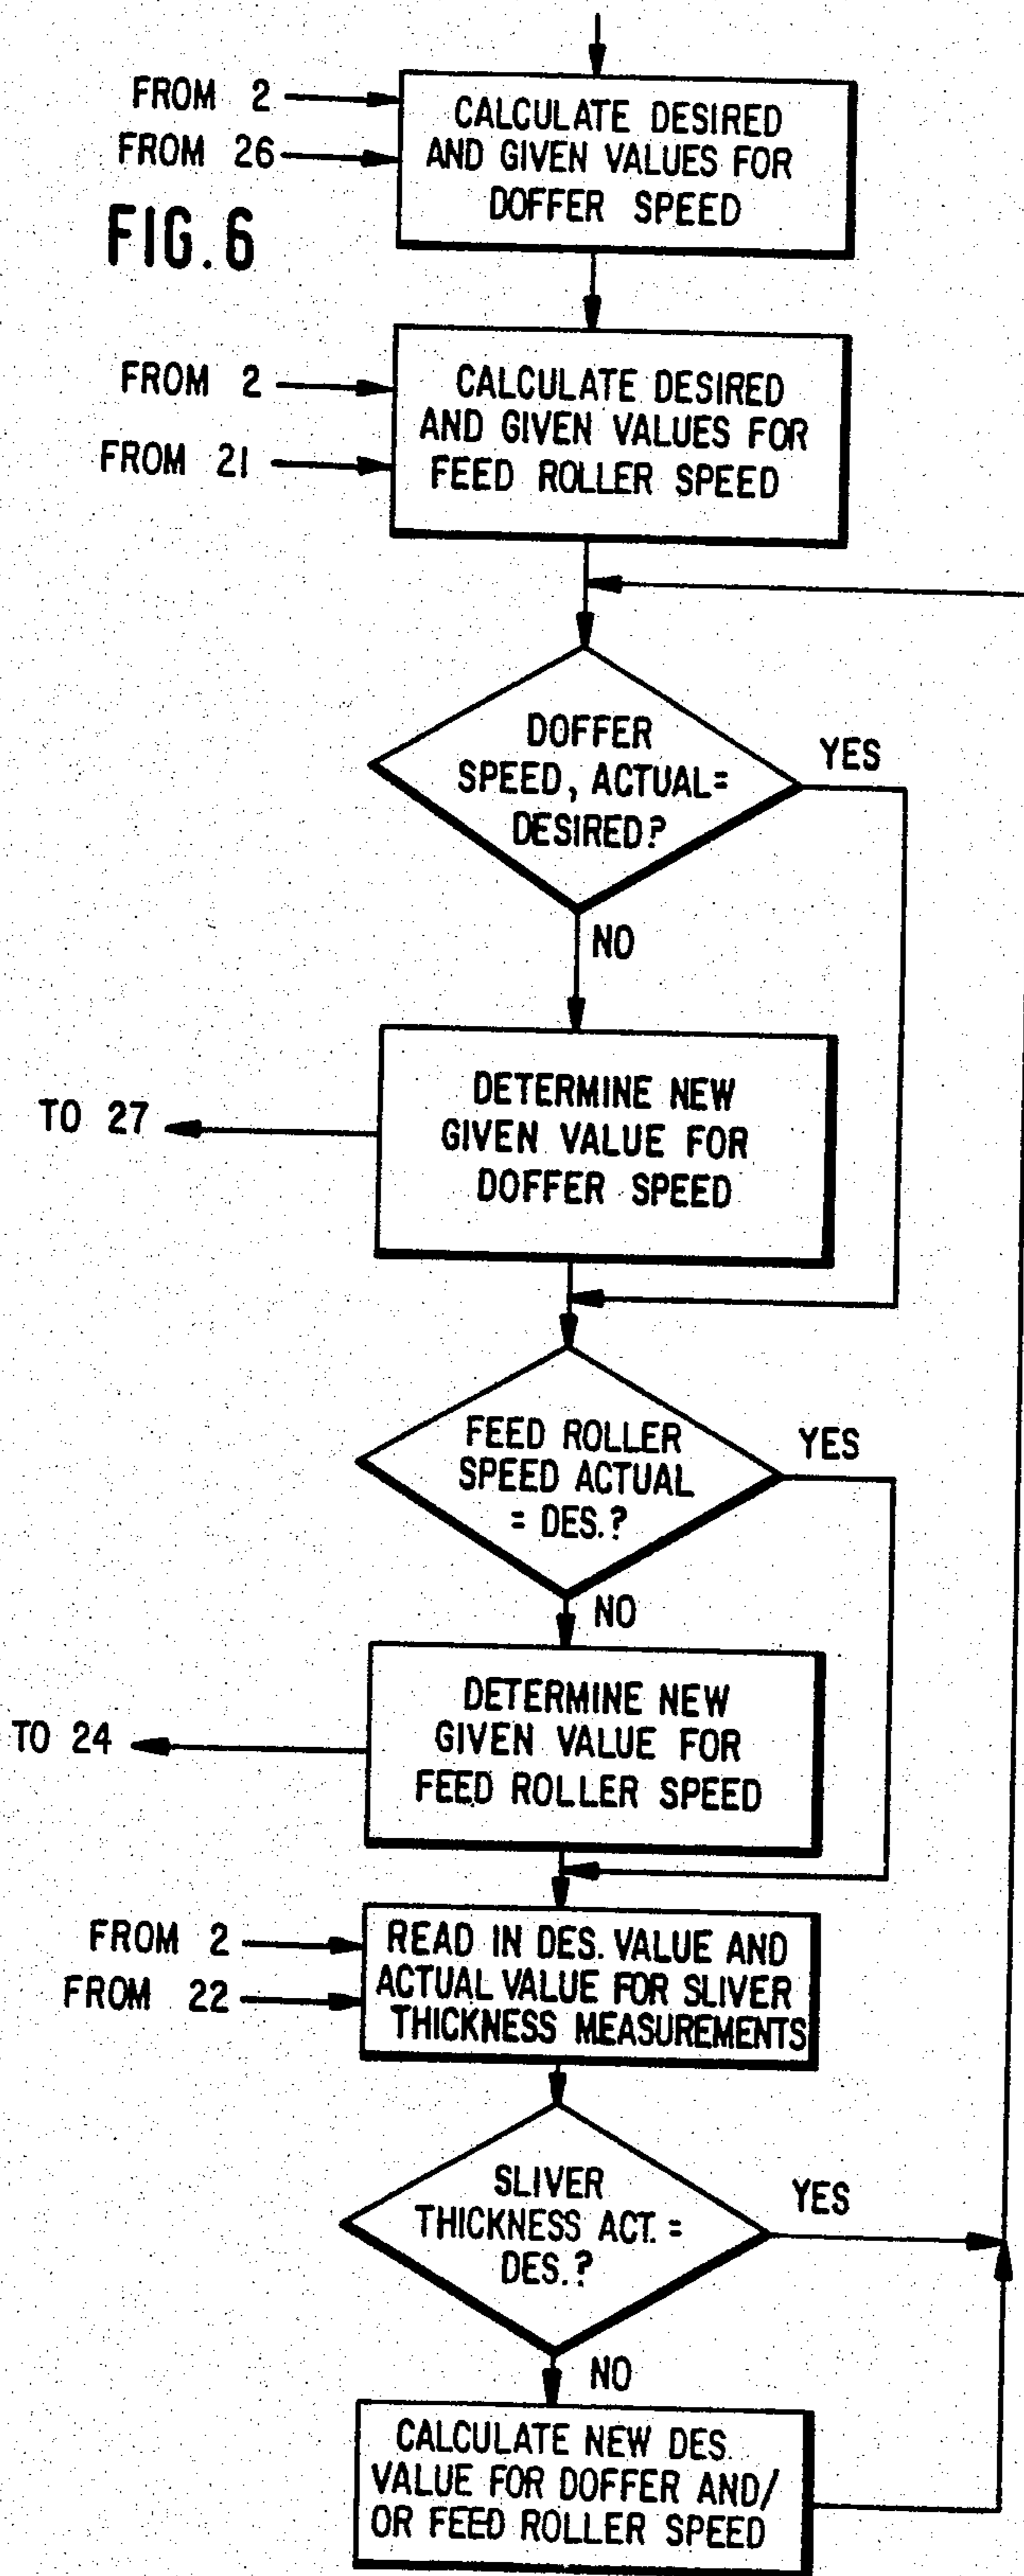 FROM 2
FROM 26
CALCULATE DESIRED
AND GIVEN VALUES FOR
DOFFER SPEED
FIG. 6
FROM 2
FROM 21
CALCULATE DESIRED
AND GIVEN VALUES FOR
FEED ROLLER SPEED
DOFFER
SPEED, ACTUAL=
DESIRED?
YES
NO
TO 27
DETERMINE NEW
GIVEN VALUE FOR
DOFFER SPEED
FEED ROLLER
SPEED ACTUAL
= DES.?
YES
NO
TO 24
DETERMINE NEW
GIVEN VALUE FOR
FEED ROLLER SPEED
FROM 2
FROM 22
READ IN DES. VALUE AND
ACTUAL VALUE FOR SLIVER
THICKNESS MEASUREMENTS
SLIVER
THICKNESS ACT. =
DES.?
YES
NO
CALCULATE NEW DES.
VALUE FOR DOFFER AND/
OR FEED ROLLER SPEED